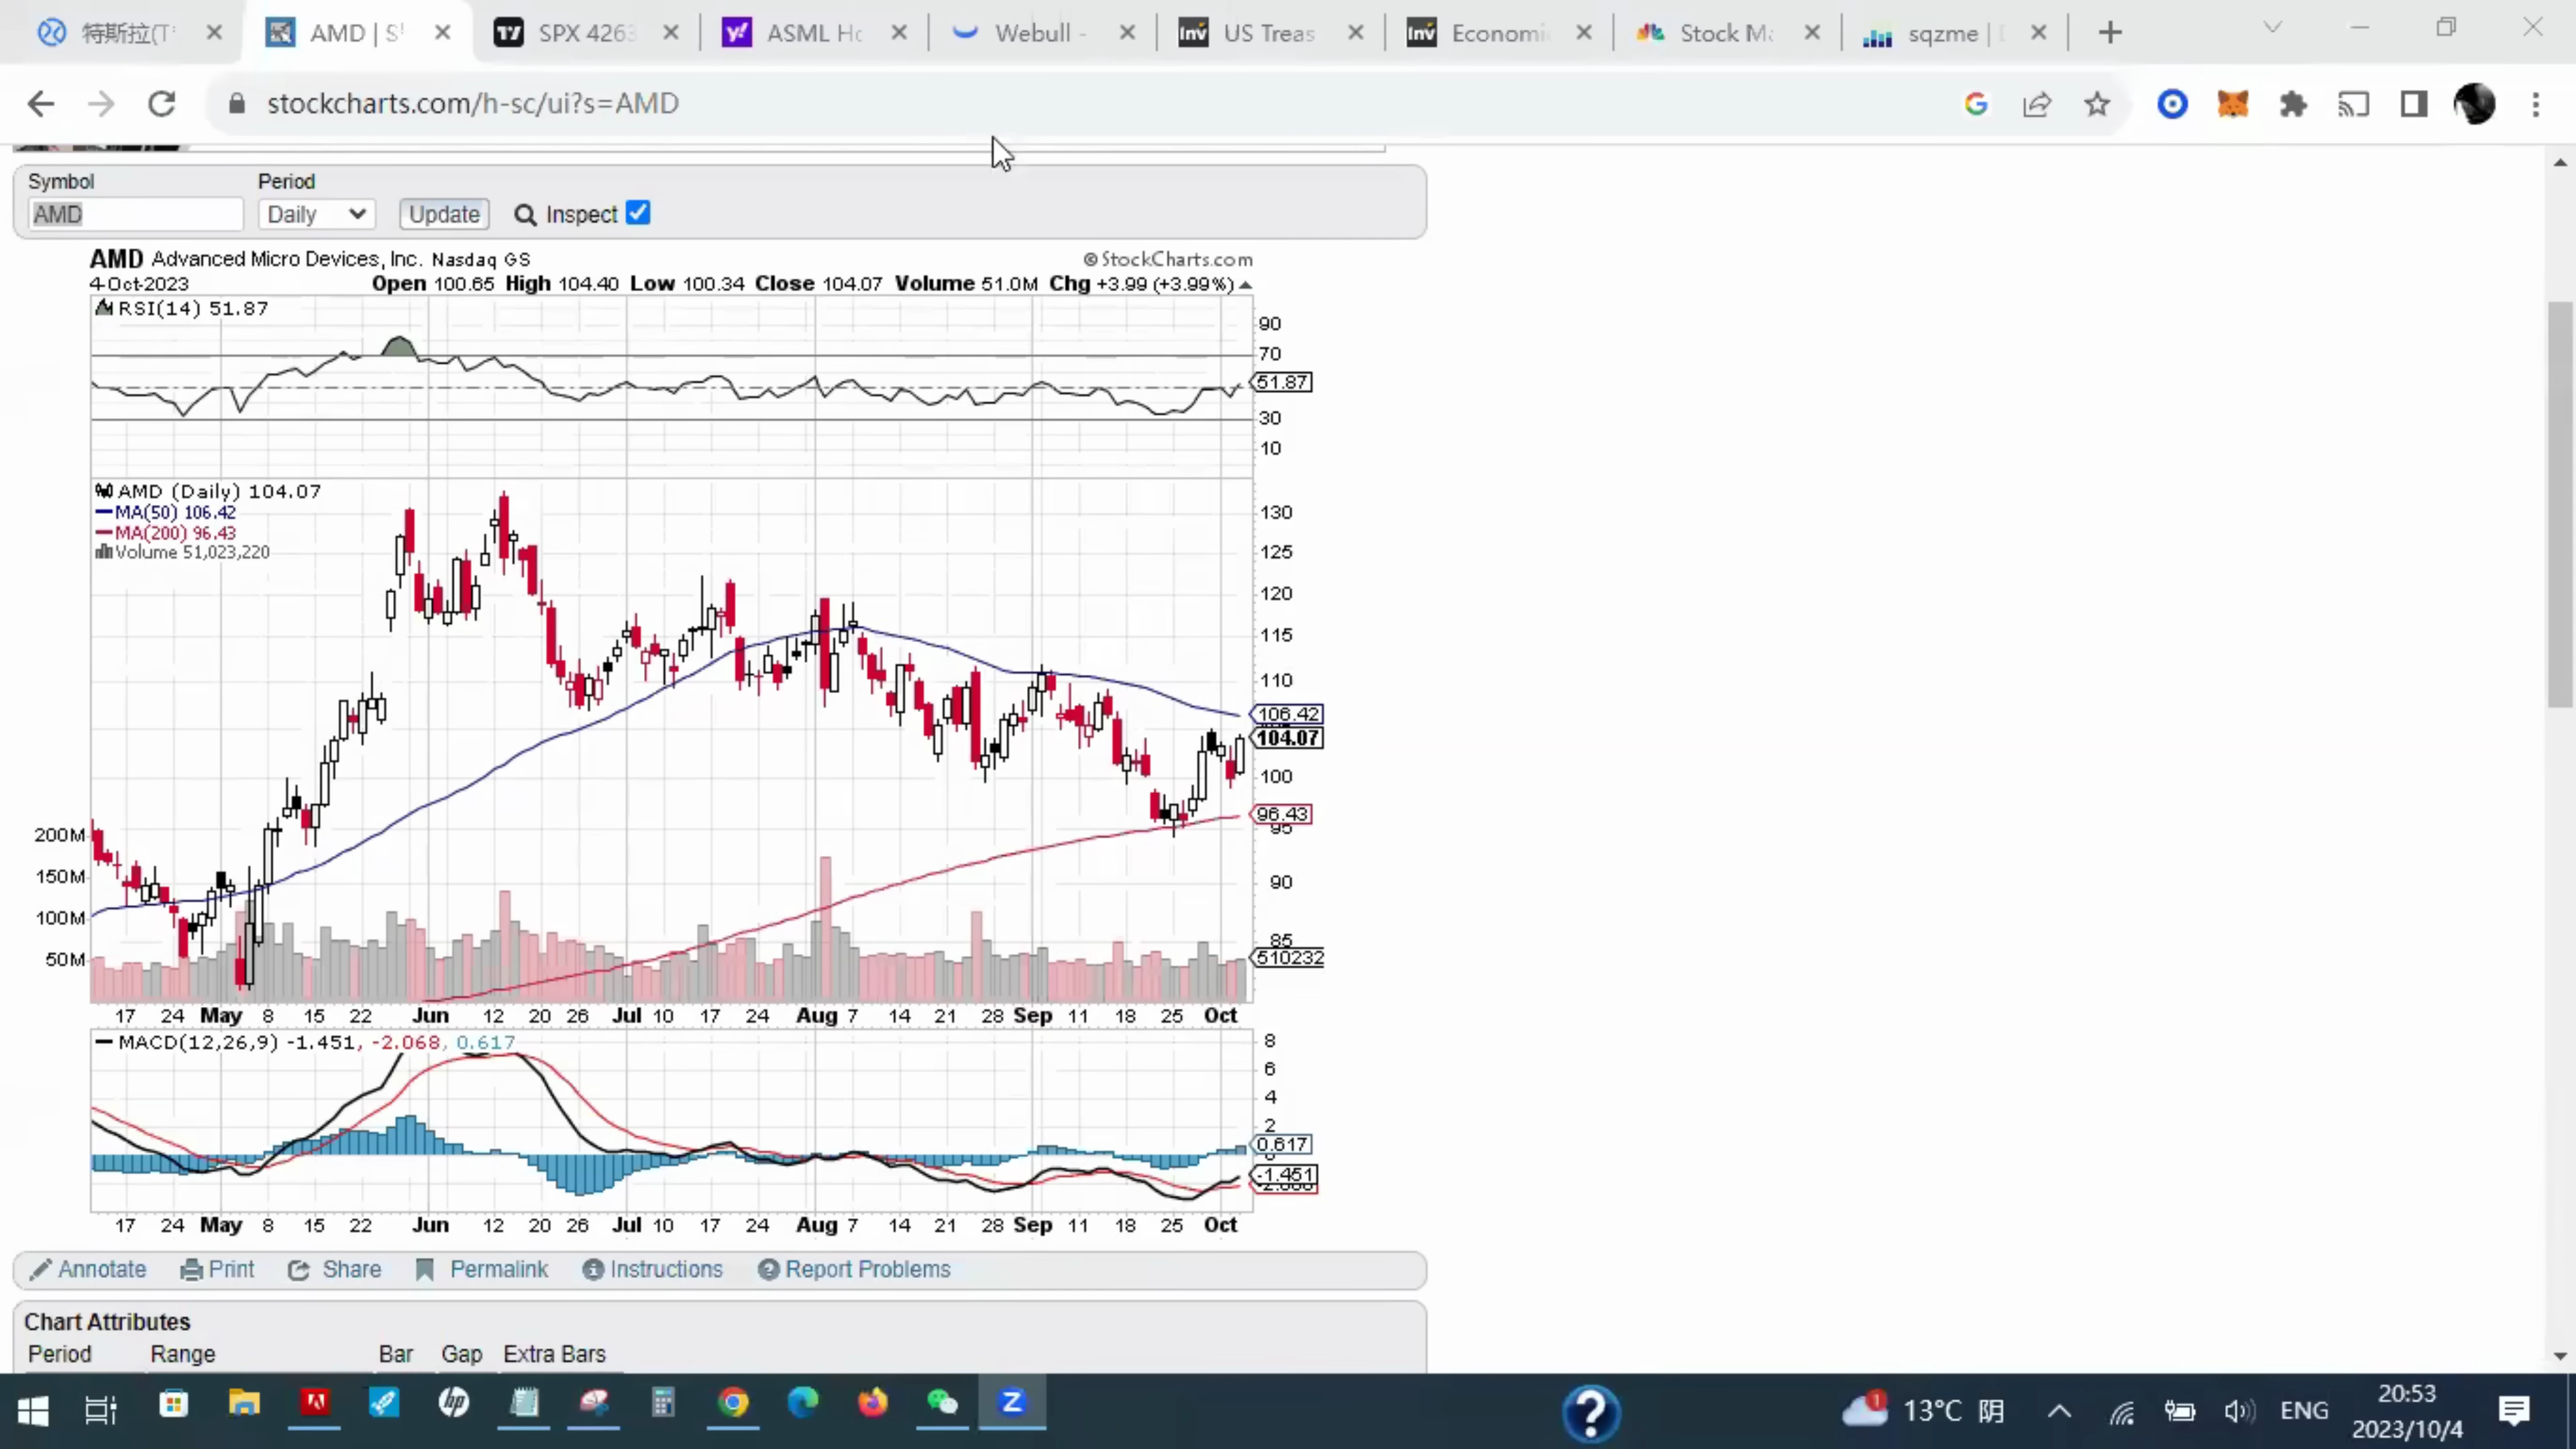 特斯拉(T
AMD | S
SPX 4263
ASML Ho
Webull -
US Treas
Economi
Stock Ma
sqzme |
stockcharts.com/h-sc/ui?s=AMD
Symbol Period
AMD Daily Update Inspect
AMD Advanced Micro Devices, Inc. Nasdaq GS © StockCharts.com
4-Oct-2023 Open 100.65 High 104.40 Low 100.34 Close 104.07 Volume 51.0M Chg +3.99 (+3.99%)
RSI(14) 51.87
90
70
51.87
30
10
AMD (Daily) 104.07
MA(50) 106.42
MA(200) 96.43
Volume 51,023,220
130
125
120
115
110
106.42
104.07
100
96.43
95
90
85
510232
200M
150M
100M
50M
17 24 May 8 15 22 Jun 12 20 26 Jul 10 17 24 Aug 7 14 21 28 Sep 11 18 25 Oct
MACD(12,26,9) -1.451, -2.068, 0.617
8
6
4
2
0.617
-1.451
17 24 May 8 15 22 Jun 12 20 26 Jul 10 17 24 Aug 7 14 21 28 Sep 11 18 25 Oct
Annotate Print Share Permalink Instructions Report Problems
Chart Attributes
Period Range Bar Gap Extra Bars
13°C 阴
ENG
20:53
2023/10/4